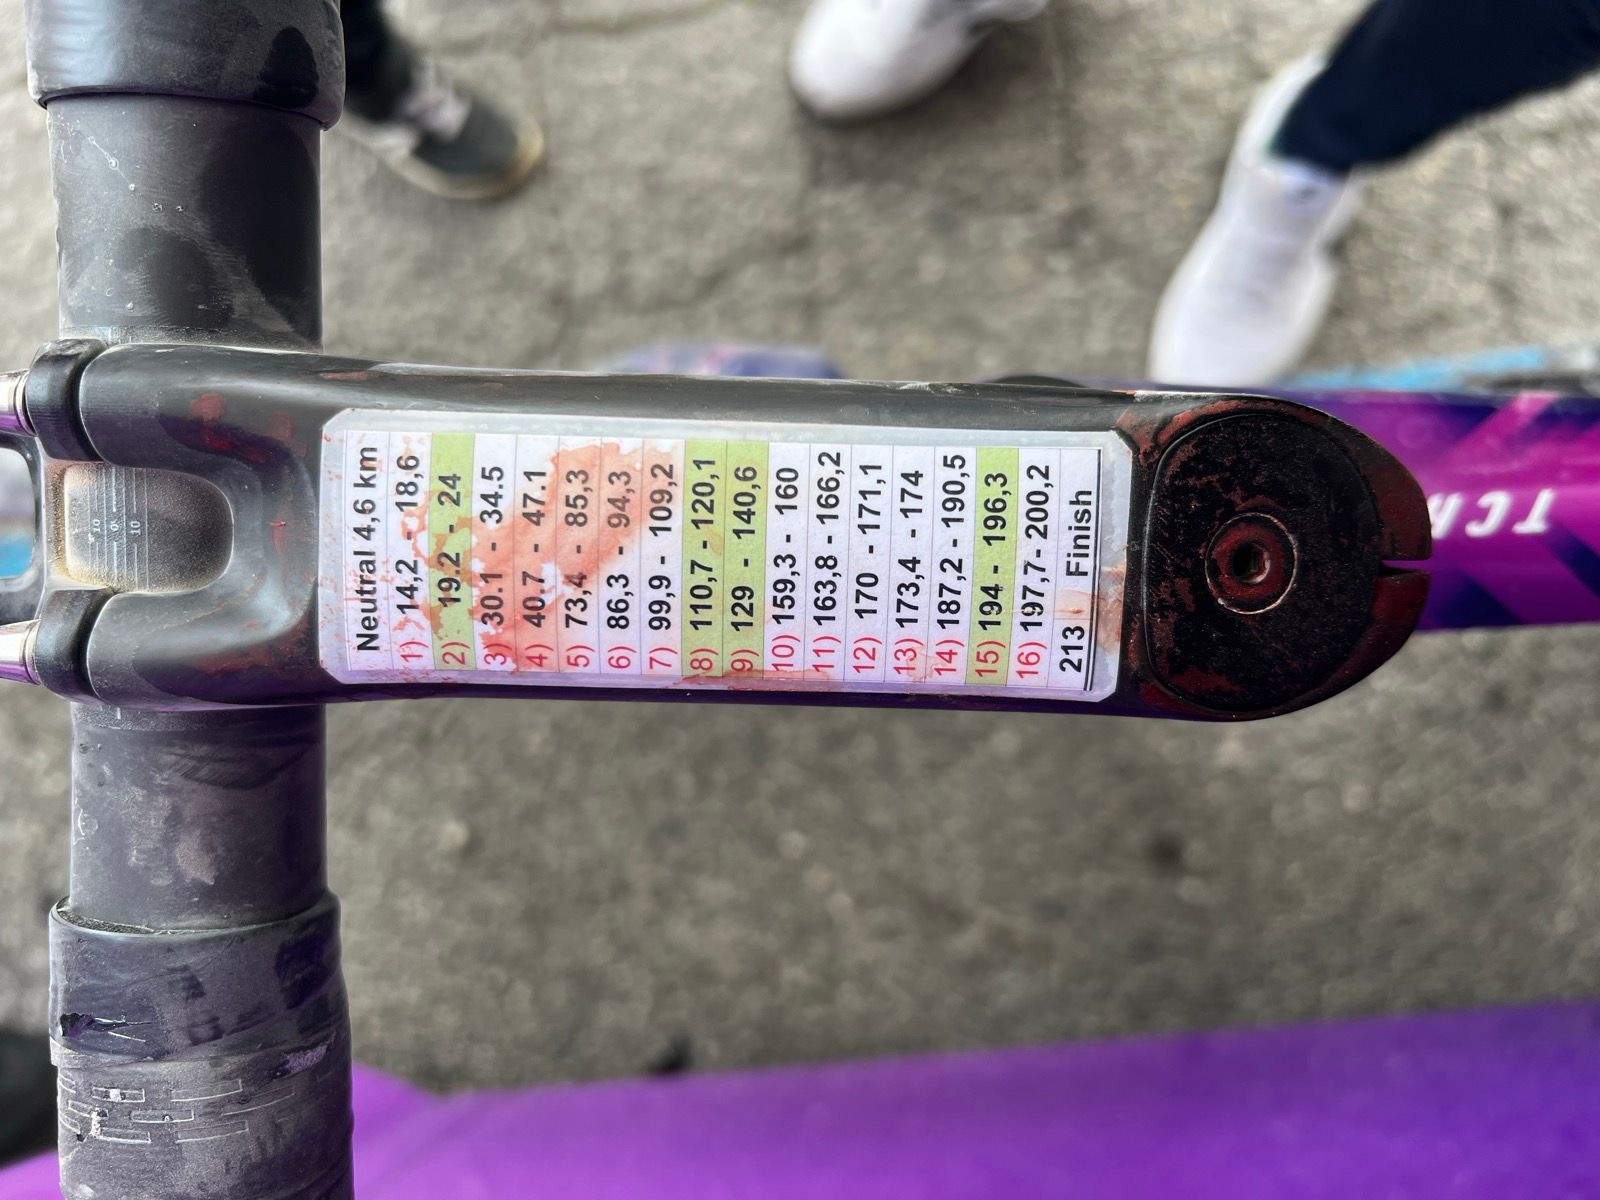 Neutral 4,6 km
1) 14,2 - 18,6
2) 19.2 - 24
3) 30.1 - 34.5
4) 40.7 - 47.1
5) 73,4 - 85,3
6) 86,3 - 94,3
7) 99,9 - 109,2
8) 110,7 -120,1
9) 129 - 140,6
10) 159,3 - 160
11) 163,8 - 166,2
12) 170 -171,1
13) 173,4 - 174
14) 187,2 -190,5
15) 194 - 196,3
16) 197,7- 200,2
213 Finish
10
0
10